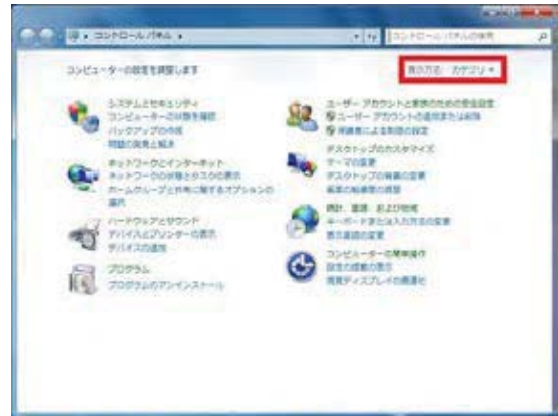 コントロール パネル
コントロール パネルの検索
コンピューターの設定を調整します
表示方法: カテゴリ
システムとセキュリティ
コンピューターの状態を確認
バックアップの作成
問題の発見と解決
ネットワークとインターネット
ネットワークの状態とタスクの表示
ホームグループと共有に関するオプションの
選択
ハードウェアとサウンド
デバイスとプリンターの表示
デバイスの追加
プログラム
プログラムのアンインストール
ユーザー アカウントと家族のための安全設定
ユーザー アカウントの追加または削除
保護者による制限の設定
デスクトップのカスタマイズ
テーマの変更
デスクトップの背景の変更
画面の解像度の調整
時計、言語、および地域
キーボードまたは入力方法の変更
表示言語の変更
コンピューターの簡単操作
設定の提案の表示
視覚ディスプレイの最適化